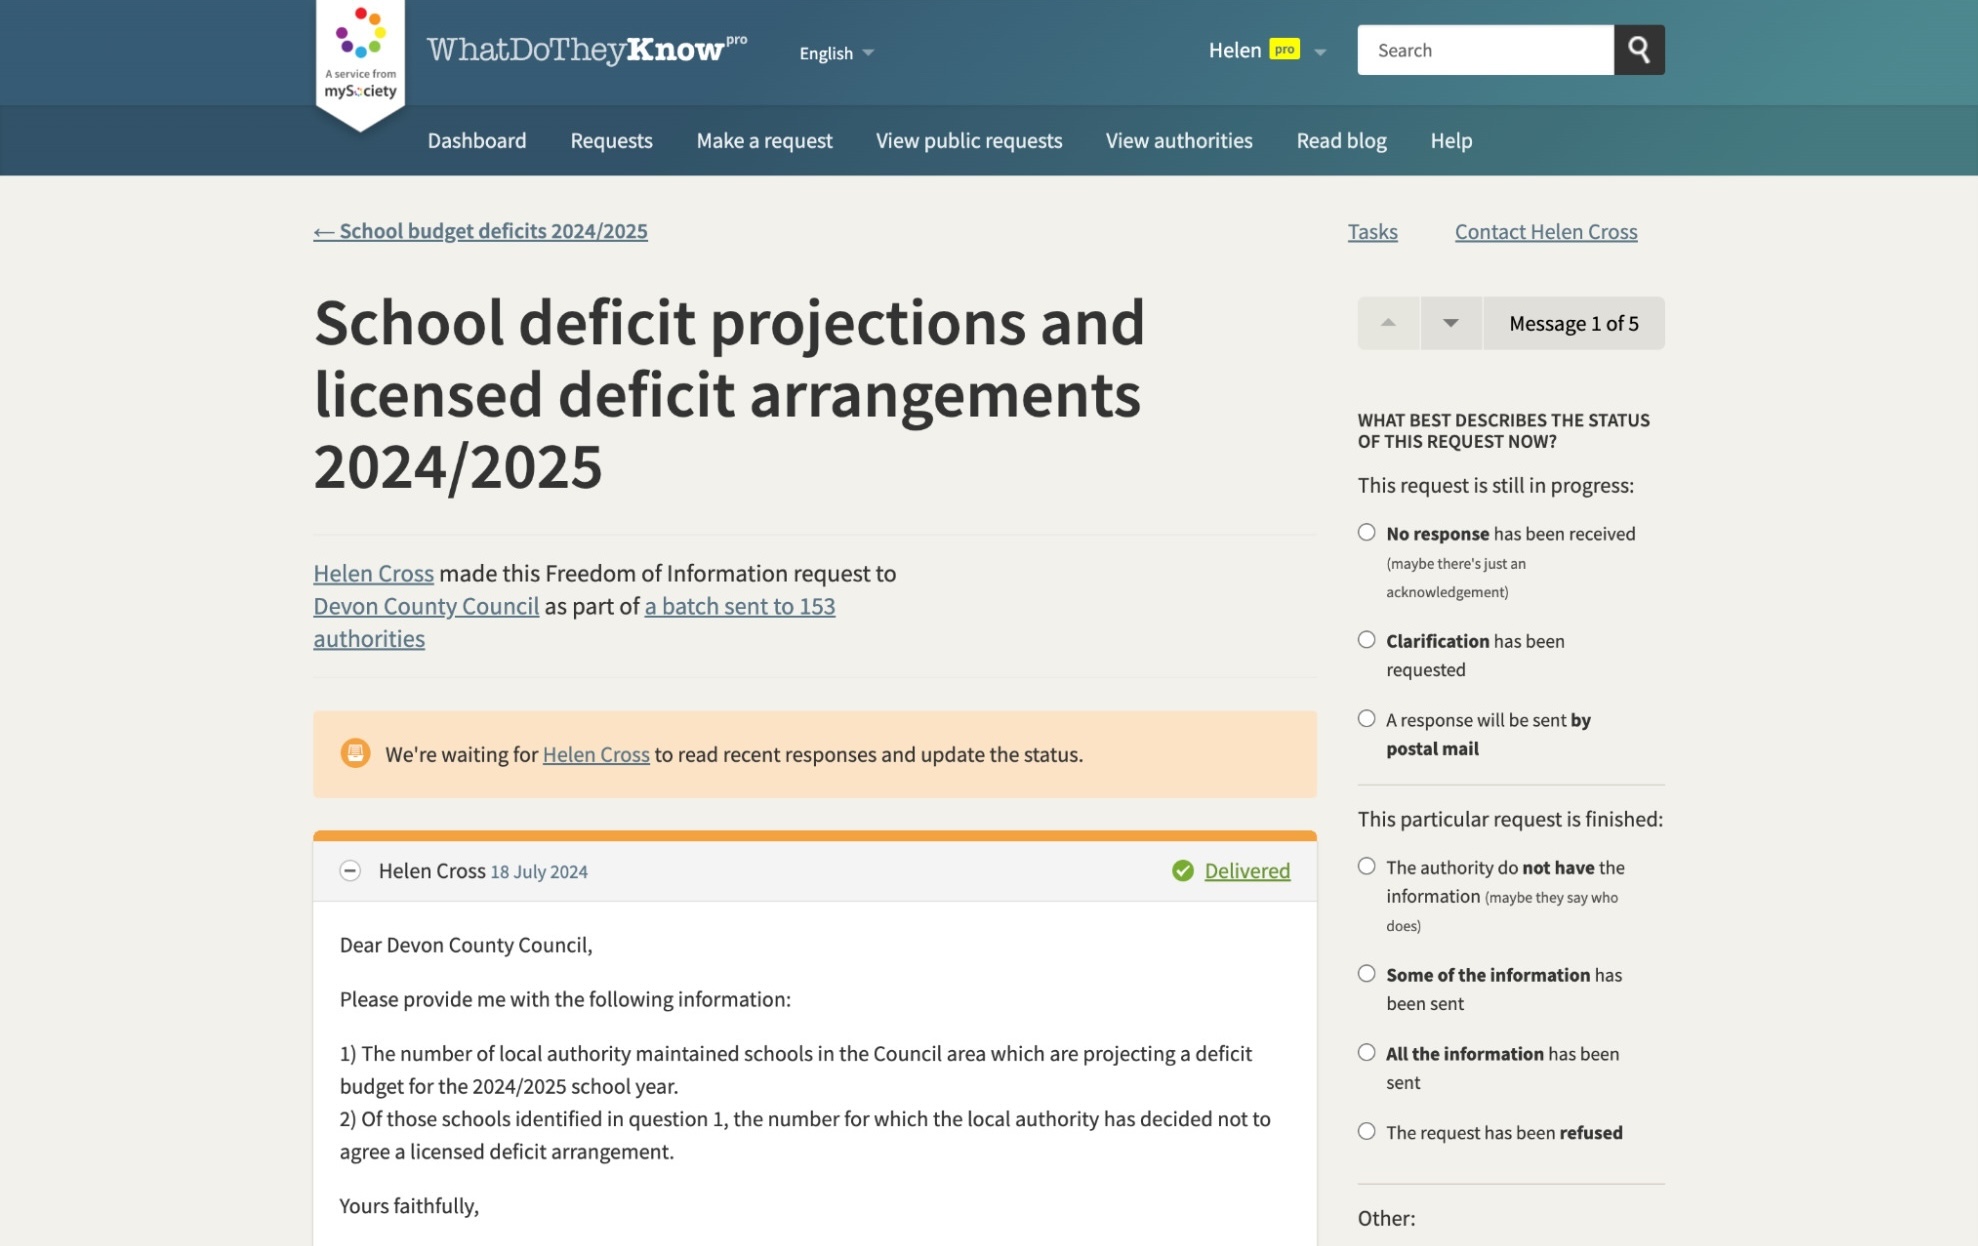 A service from
mySociety
WhatDoTheyKnow pro
English
Helen pro
Search
Dashboard Requests Make a request View public requests View authorities Read blog Help
← School budget deficits 2024/2025
Tasks Contact Helen Cross
School deficit projections and
licensed deficit arrangements
2024/2025
Helen Cross made this Freedom of Information request to
Devon County Council as part of a batch sent to 153
authorities
We're waiting for Helen Cross to read recent responses and update the status.
Helen Cross 18 July 2024 Delivered
Dear Devon County Council,
Please provide me with the following information:
1) The number of local authority maintained schools in the Council area which are projecting a deficit
budget for the 2024/2025 school year.
2) Of those schools identified in question 1, the number for which the local authority has decided not to
agree a licensed deficit arrangement.
Yours faithfully,
Message 1 of 5
WHAT BEST DESCRIBES THE STATUS
OF THIS REQUEST NOW?
This request is still in progress:
No response has been received
(maybe there's just an
acknowledgement)
Clarification has been
requested
A response will be sent by
postal mail
This particular request is finished:
The authority do not have the
information (maybe they say who
does)
Some of the information has
been sent
All the information has been
sent
The request has been refused
Other: